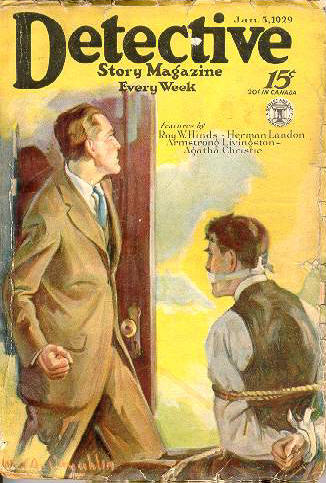 Jan. 5, 1929
Detective
Story Magazine
Every Week
15¢
20¢ IN CANADA
Features by
Roy W. Hinds - Herman Landon
Armstrong Livingston -
Agatha Christie